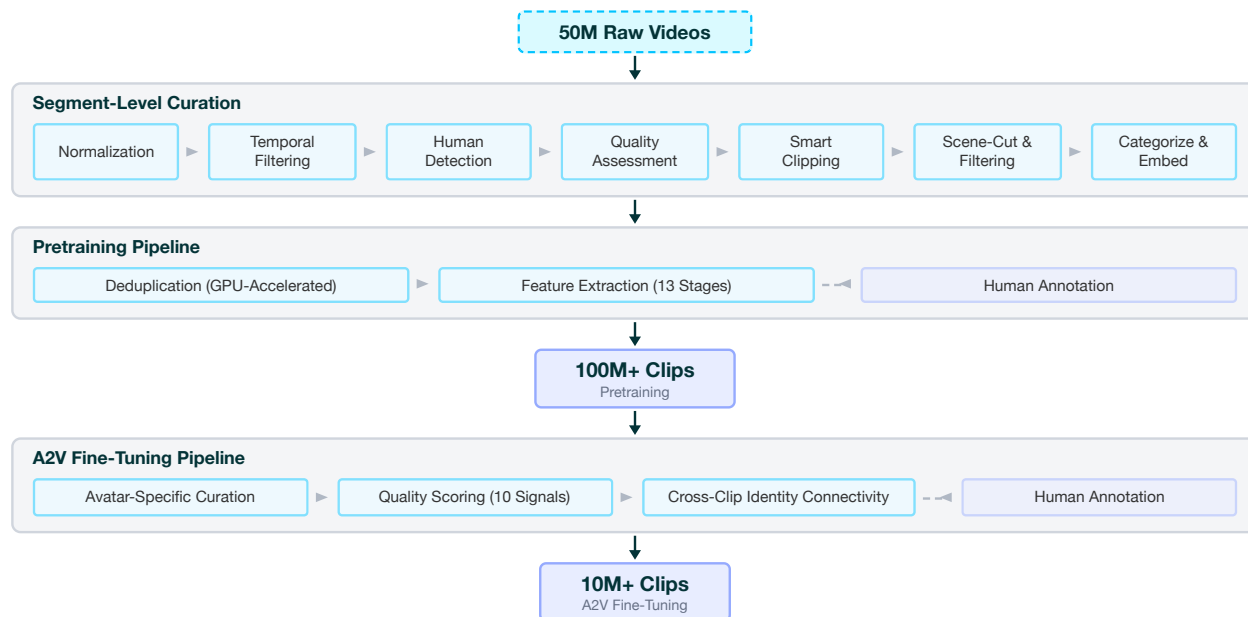 50M Raw Videos
Segment-Level Curation
Normalization
Temporal
Filtering
Human
Detection
Quality
Assessment
Smart
Clipping
Scene-Cut &
Filtering
Categorize &
Embed
Pretraining Pipeline
Deduplication (GPU-Accelerated)
Feature Extraction (13 Stages)
Human Annotation
100M+ Clips
Pretraining
A2V Fine-Tuning Pipeline
Avatar-Specific Curation
Quality Scoring (10 Signals)
Cross-Clip Identity Connectivity
Human Annotation
10M+ Clips
A2V Fine-Tuning